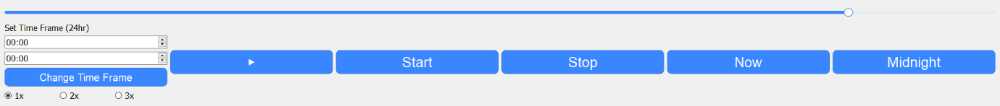 Set Time Frame (24hr)
00:00
00:00
Change Time Frame
1x 2x 3x
Start Stop Now Midnight